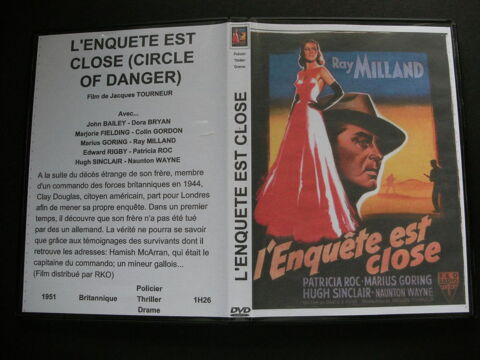 L'ENQUETE EST
CLOSE (CIRCLE
OF DANGER)
Film de Jacques TOURNEUR
Avec...
John BAILEY - Dora BRYAN
Marjorie FIELDING - Colin GORDON
Marius GORING - Ray MILLAND
Edward RIGBY - Patricia ROC
Hugh SINCLAIR - Naunton WAYNE
A la suite du décès étrange de son frère, membre
d'un commando des forces britanniques en 1944,
Clay Douglas, citoyen américain, part pour Londres
afin de mener sa propre enquête. Dans un premier
temps, il découvre que son frère n'a pas été tué
par des un allemand. La vérité ne pourra se savoir
que grâce aux témoignages des survivants dont il
retrouve les adresses: Hamish McArran, qui était le
capitaine du commando; un mineur gallois...
(Film distribué par RKO)
1951 Britannique Policier Thriller Drame 1H26
Policier
Thriller
Drame
L'ENQUETE EST CLOSE
DVD
RAY MILLAND
l'Enquête est
close
PATRICIA ROC - MARIUS GORING
HUGH SINCLAIR - NAUNTON WAYNE
RKO
RADIO